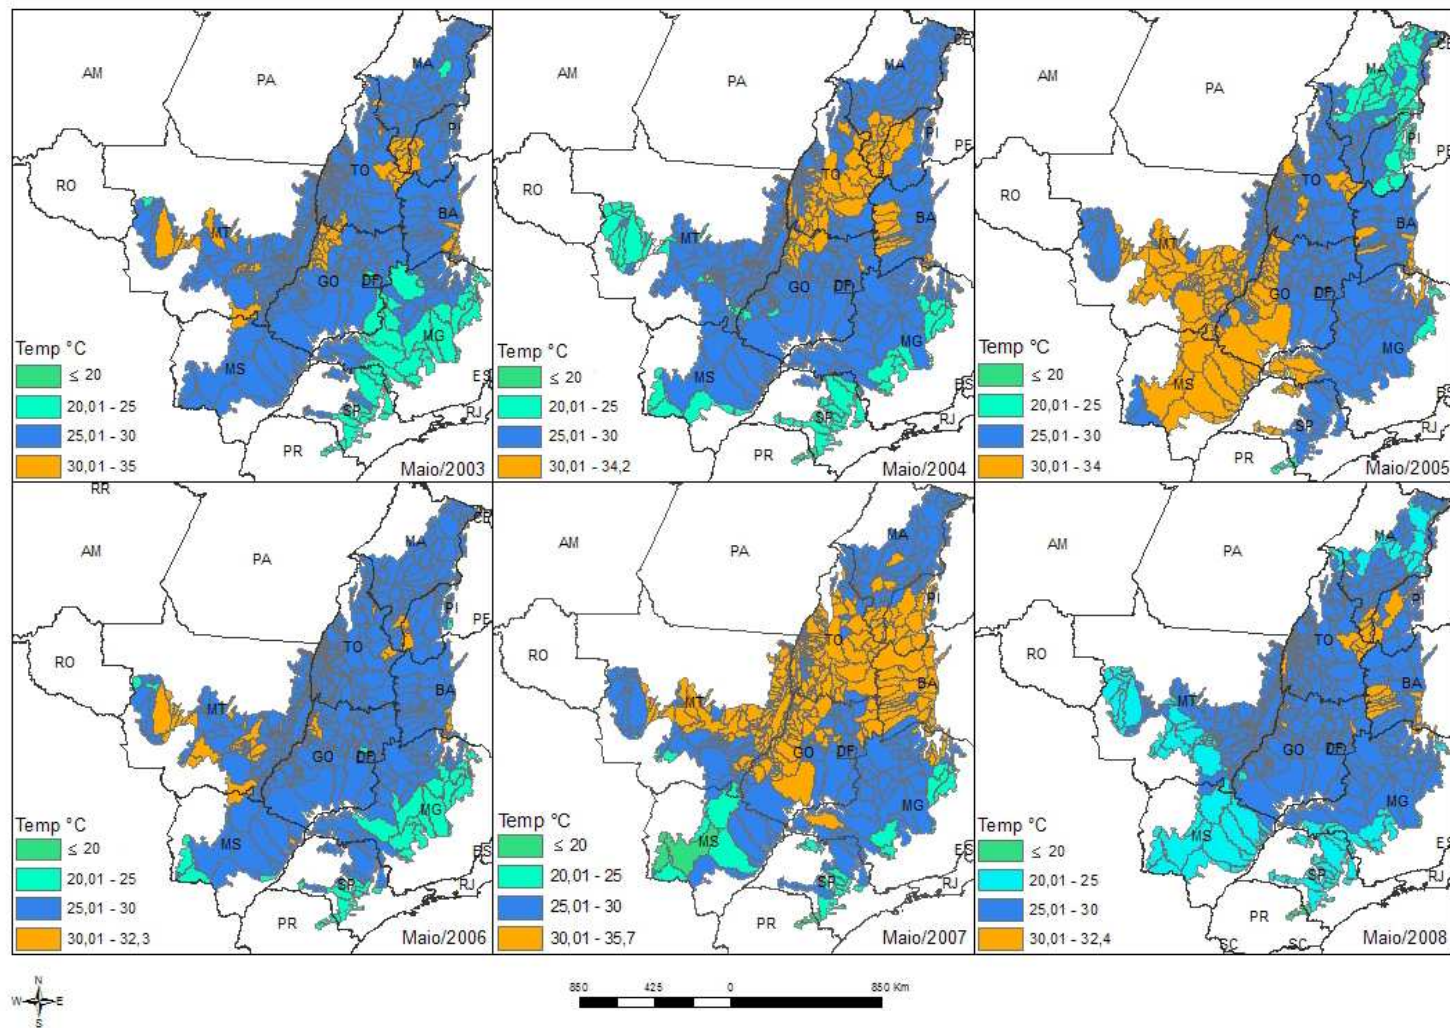 AM
PA
MA
CE
PI
RO
TO
MT
BA
GO
DF
MG
MS
ES
SP
RJ
PR
Temp °C
≤ 20
20,01 - 25
25,01 - 30
30,01 - 35
Maio/2003
AM
PA
MA
CE
PI
PE
RO
TO
MT
BA
GO
DF
MG
MS
ES
SP
RJ
PR
Temp °C
≤ 20
20,01 - 25
25,01 - 30
30,01 - 34,2
Maio/2004
AM
PA
MA
CE
PI
PE
RO
TO
MT
BA
GO
DF
MG
MS
ES
SP
RJ
PR
Temp °C
≤ 20
20,01 - 25
25,01 - 30
30,01 - 34
Maio/2005
RR
AM
PA
MA
CE
PI
PE
RO
TO
MT
BA
GO
DF
MG
MS
ES
SP
RJ
PR
Temp °C
≤ 20
20,01 - 25
25,01 - 30
30,01 - 32,3
Maio/2006
AM
PA
MA
PI
RO
TO
MT
BA
GO
DF
MG
MS
ES
SP
RJ
PR
Temp °C
≤ 20
20,01 - 25
25,01 - 30
30,01 - 35,7
Maio/2007
AM
PA
MA
PI
RO
TO
MT
BA
GO
DF
MG
MS
ES
SP
RJ
PR
SC
SC
Temp °C
≤ 20
20,01 - 25
25,01 - 30
30,01 - 32,4
Maio/2008
N
W E
S
850 425 0 850 Km